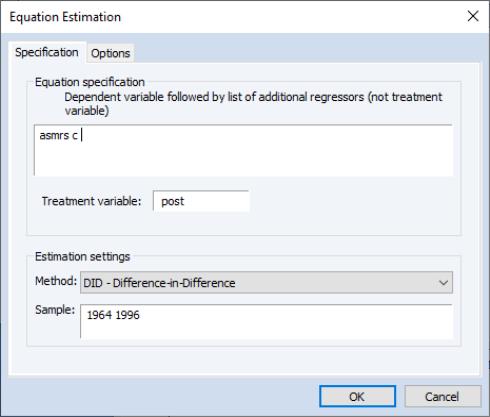 Equation Estimation
Specification
Options
Equation specification
Dependent variable followed by list of additional regressors (not treatment
variable)
asmrs c
Treatment variable: post
Estimation settings
Method: DID - Difference-in-Difference
Sample: 1964 1996
OK
Cancel